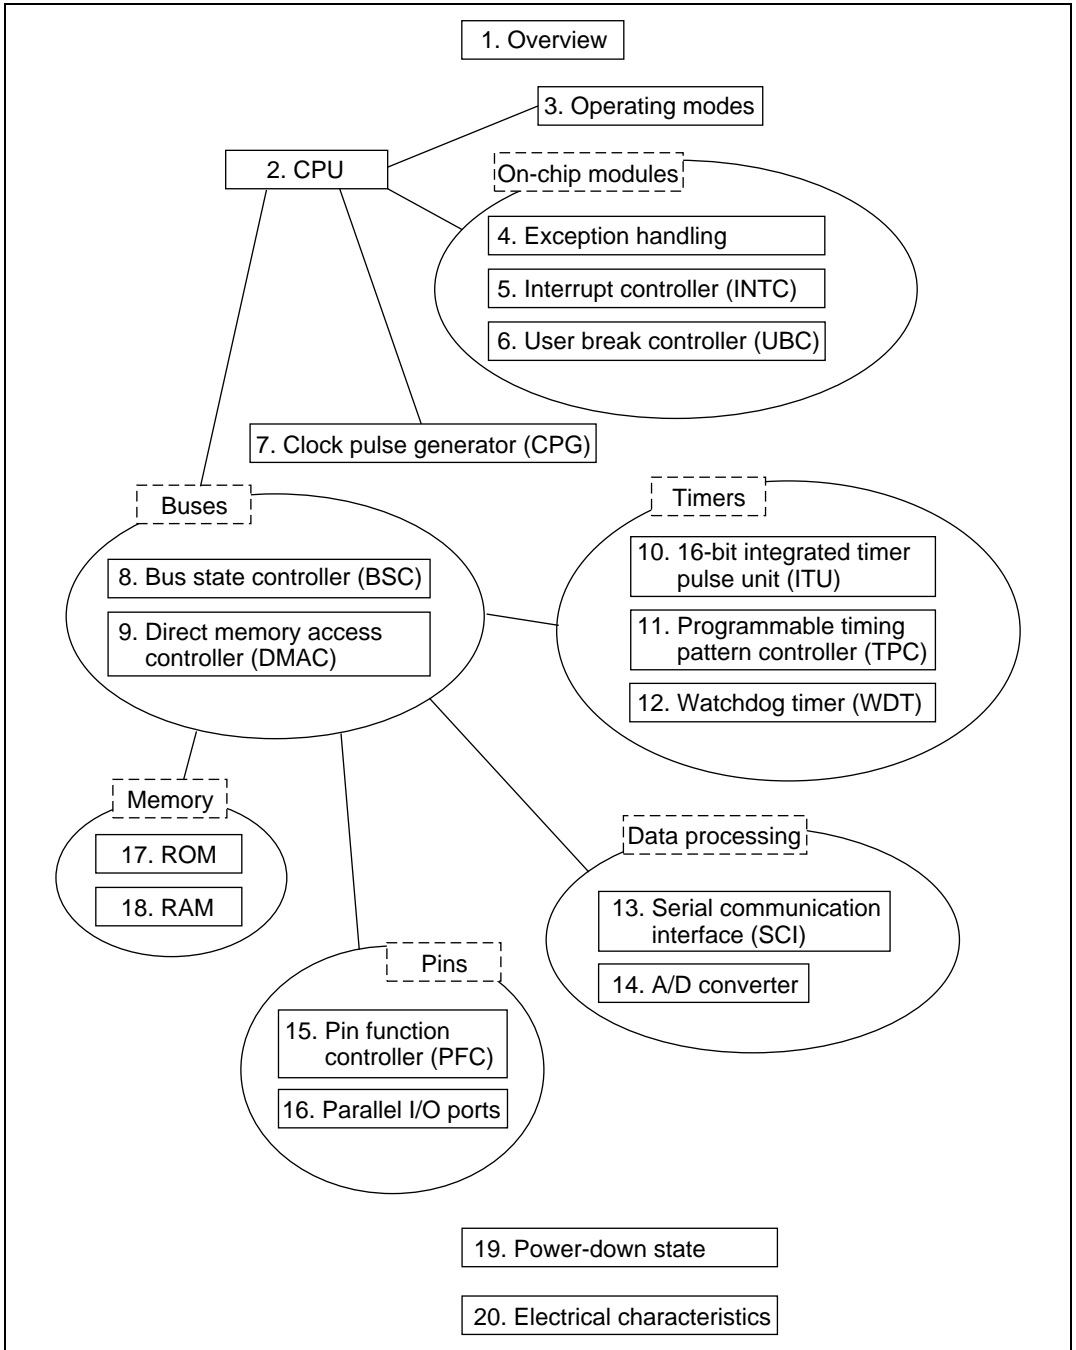 1. Overview
3. Operating modes
2. CPU
On-chip modules
4. Exception handling
5. Interrupt controller (INTC)
6. User break controller (UBC)
7. Clock pulse generator (CPG)
Buses
8. Bus state controller (BSC)
9. Direct memory access
controller (DMAC)
Timers
10. 16-bit integrated timer
pulse unit (ITU)
11. Programmable timing
pattern controller (TPC)
12. Watchdog timer (WDT)
Memory
17. ROM
18. RAM
Data processing
13. Serial communication
interface (SCI)
14. A/D converter
Pins
15. Pin function
controller (PFC)
16. Parallel I/O ports
19. Power-down state
20. Electrical characteristics